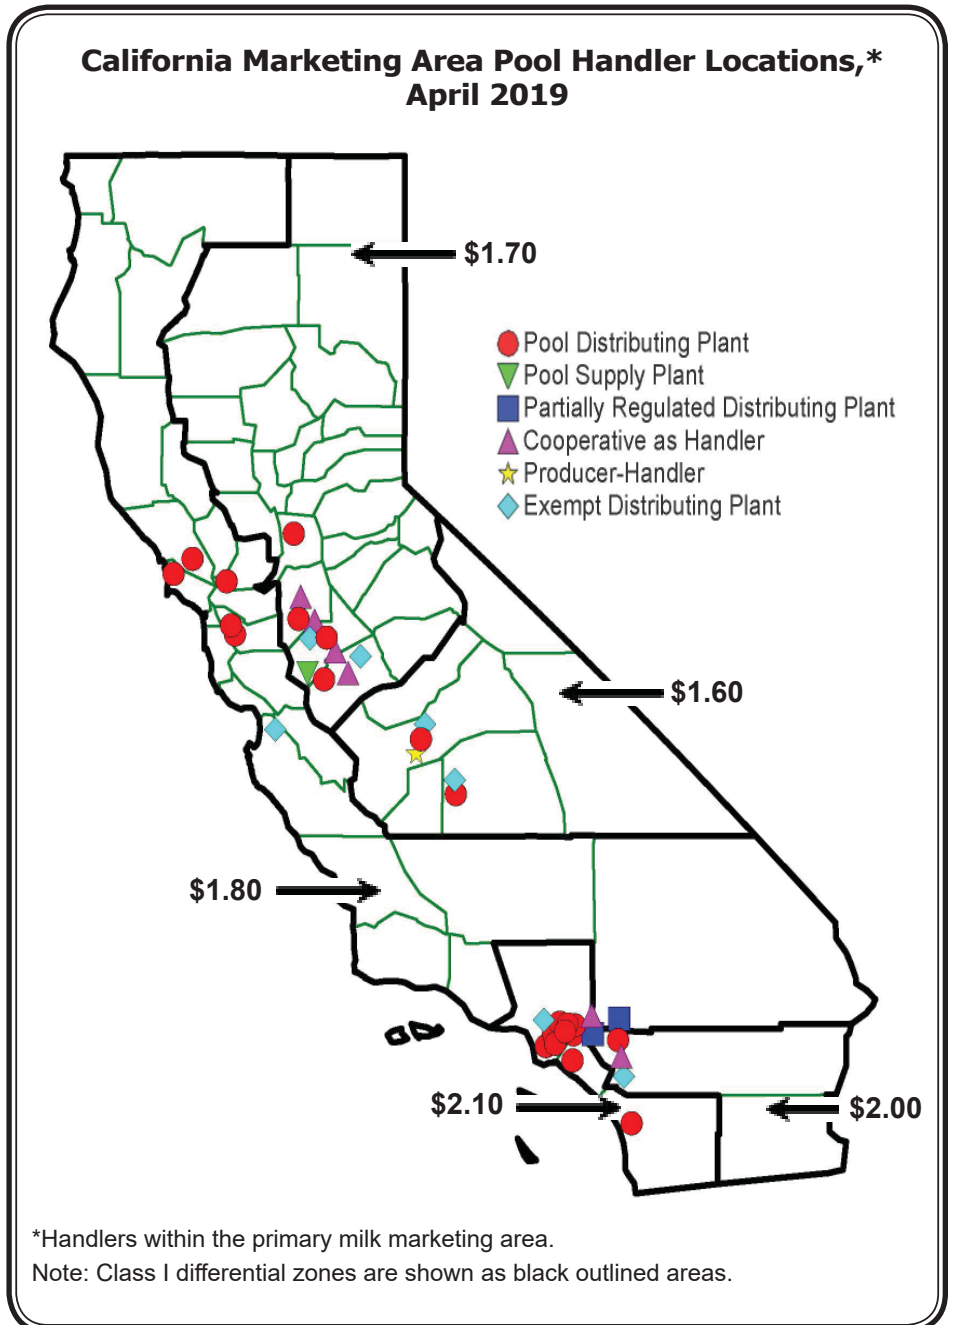 California Marketing Area Pool Handler Locations,*
April 2019
$1.70
Pool Distributing Plant
Pool Supply Plant
Partially Regulated Distributing Plant
Cooperative as Handler
Producer-Handler
Exempt Distributing Plant
$1.60
$1.80
$2.10
$2.00
*Handlers within the primary milk marketing area.
Note: Class I differential zones are shown as black outlined areas.